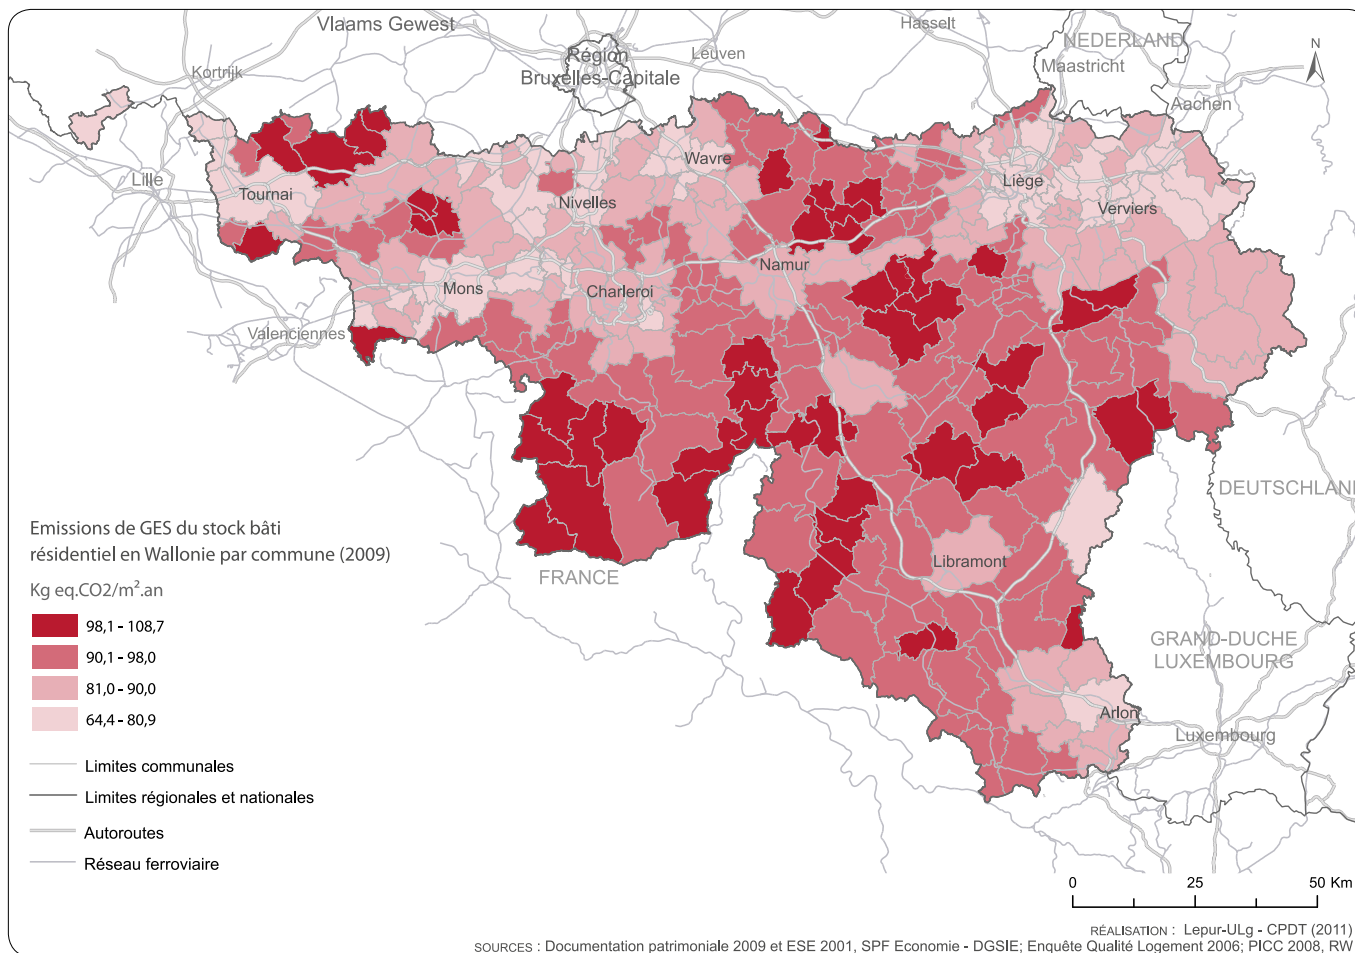 Vlaams Gewest
Hasselt
NEDERLAND
N
Région
Bruxelles-Capitale
Leuven
Maastricht
Kortrijk
Aachen
Lille
Tournai
Wavre
Liège
Nivelles
Verviers
Namur
Mons
Charleroi
Valenciennes
DEUTSCHLAND
Emissions de GES du stock bâti
résidentiel en Wallonie par commune (2009)
Kg eq.CO2/m².an
98,1 - 108,7
90,1 - 98,0
81,0 - 90,0
64,4 - 80,9
Limites communales
Limites régionales et nationales
Autoroutes
Réseau ferroviaire
FRANCE
Libramont
GRAND-DUCHE
LUXEMBOURG
Arlon
Luxembourg
0 25 50 Km
RÉALISATION : Lepur-ULg - CPDT (2011)
SOURCES : Documentation patrimoniale 2009 et ESE 2001, SPF Economie - DGSIE; Enquête Qualité Logement 2006; PICC 2008, RW